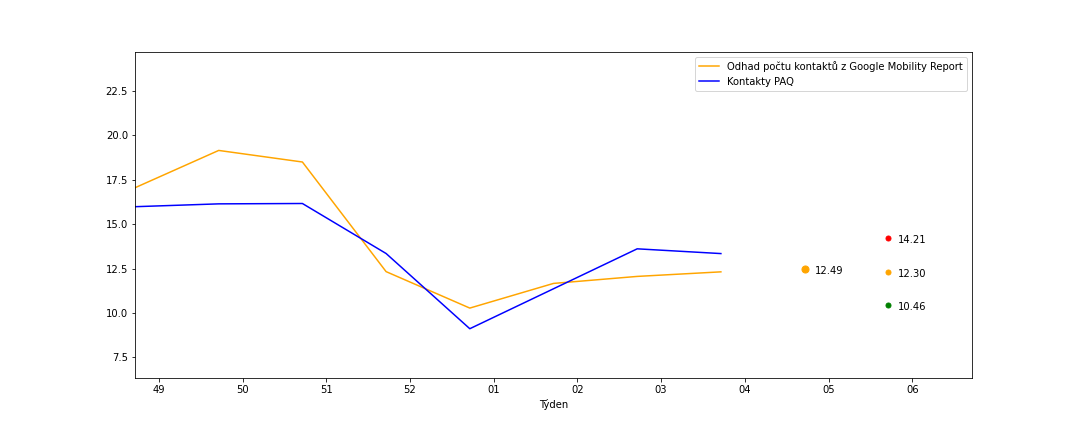 Odhad počtu kontaktů z Google Mobility Report
Kontakty PAQ
22.5
20.0
17.5
15.0
12.5
10.0
7.5
14.21
12.49
12.30
10.46
49 50 51 52 01 02 03 04 05 06
Týden